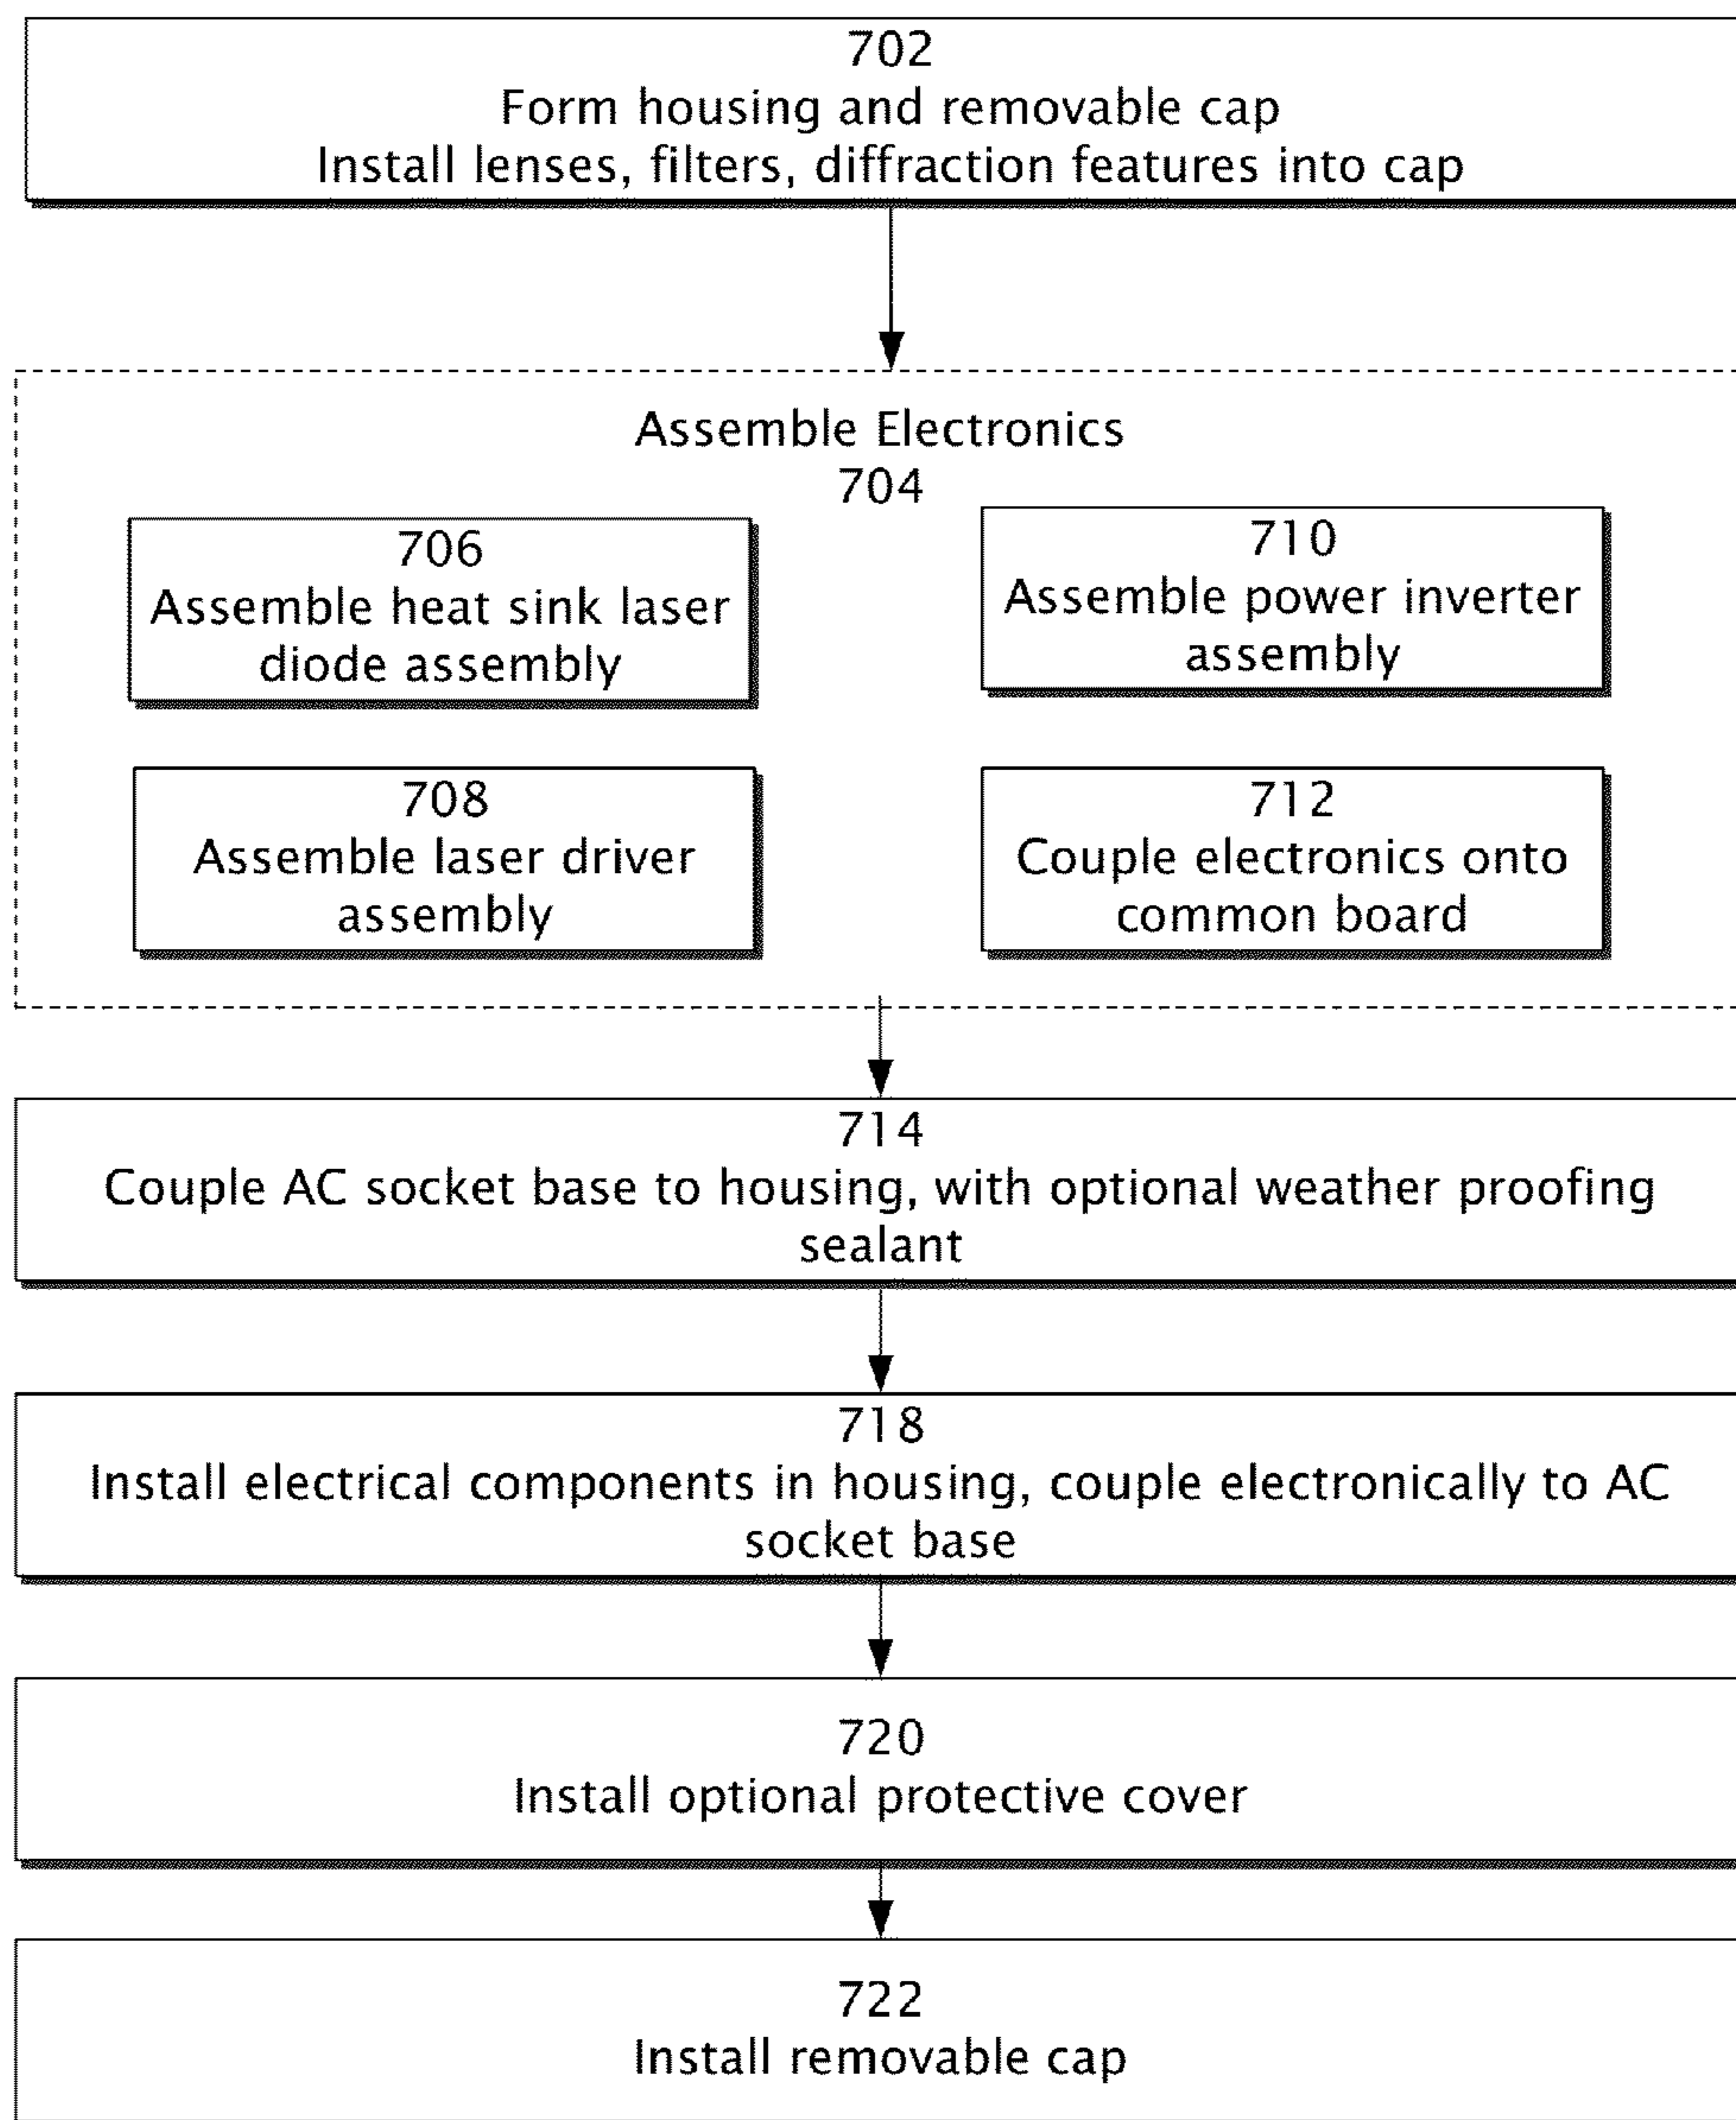 702
Form housing and removable cap
Install lenses, filters, diffraction features into cap
Assemble Electronics
704
706
Assemble heat sink laser
diode assembly
710
Assemble power inverter
assembly
708
Assemble laser driver
assembly
712
Couple electronics onto
common board
714
Couple AC socket base to housing, with optional weather proofing
sealant
718
Install electrical components in housing, couple electronically to AC
socket base
720
Install optional protective cover
722
Install removable cap